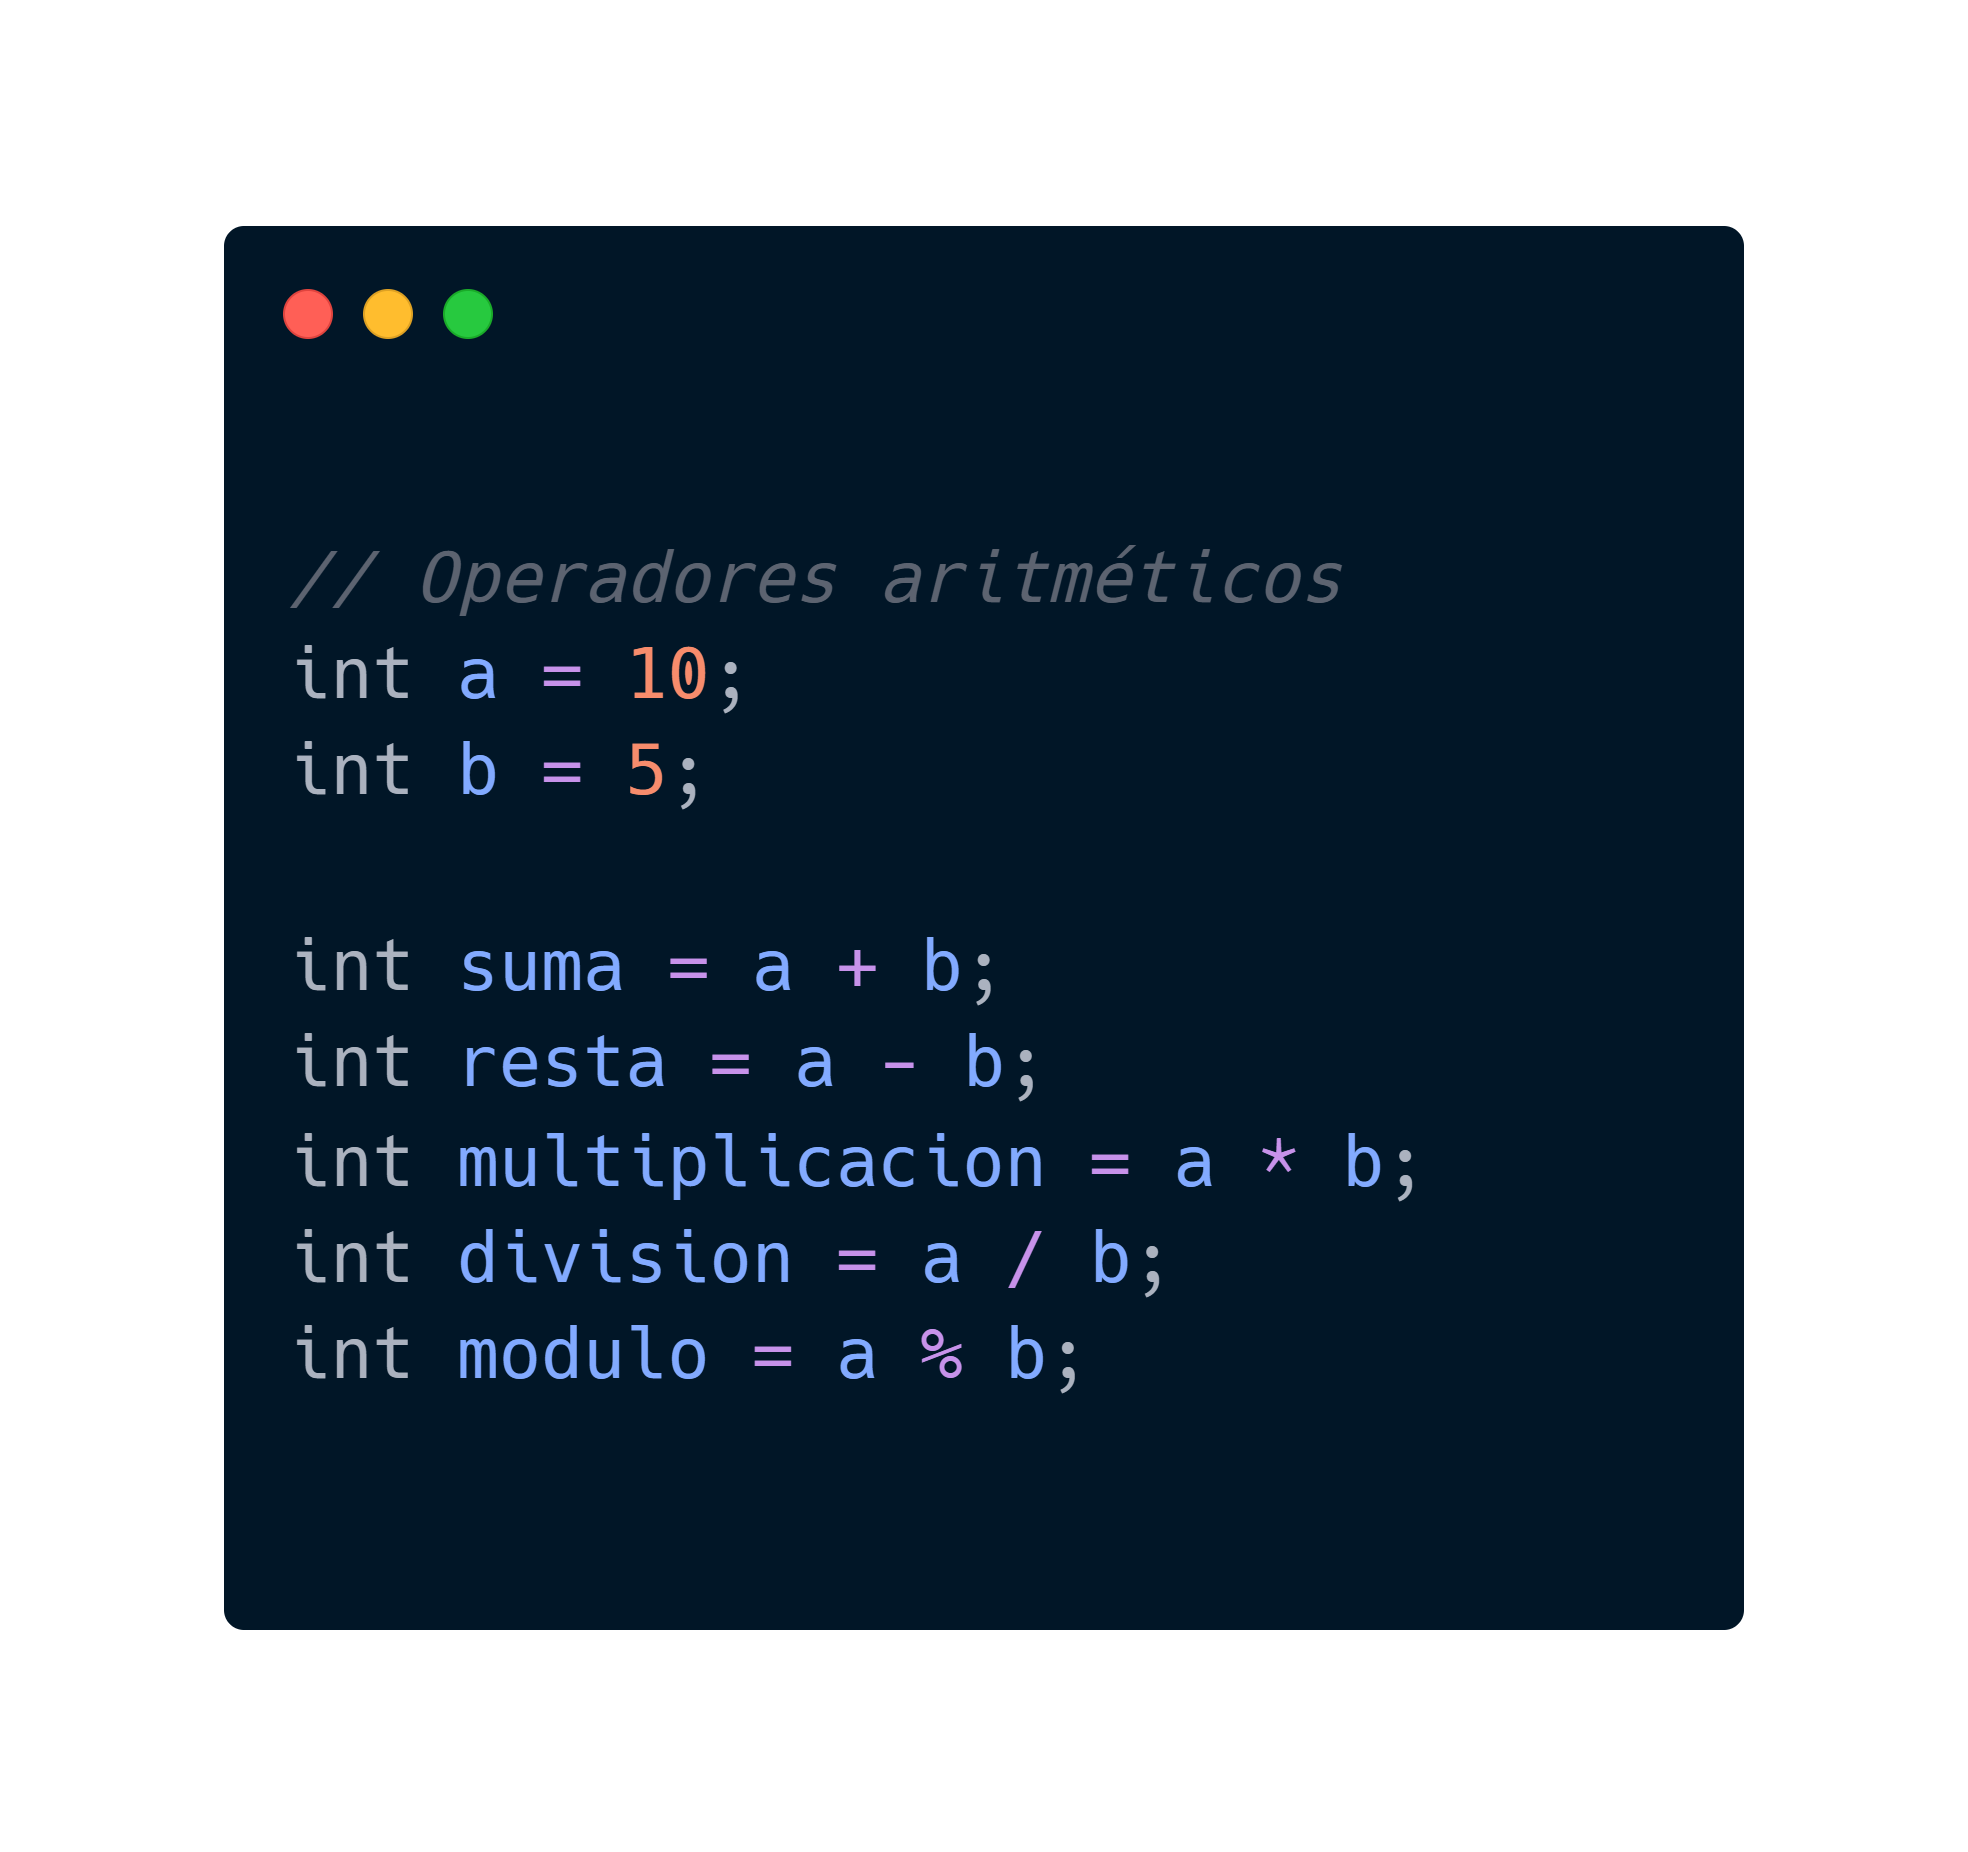 // Operadores aritméticos
int a = 10;
int b = 5;
int suma = a + b;
int resta = a - b;
int multiplicacion = a * b;
int division = a / b;
int modulo = a % b;